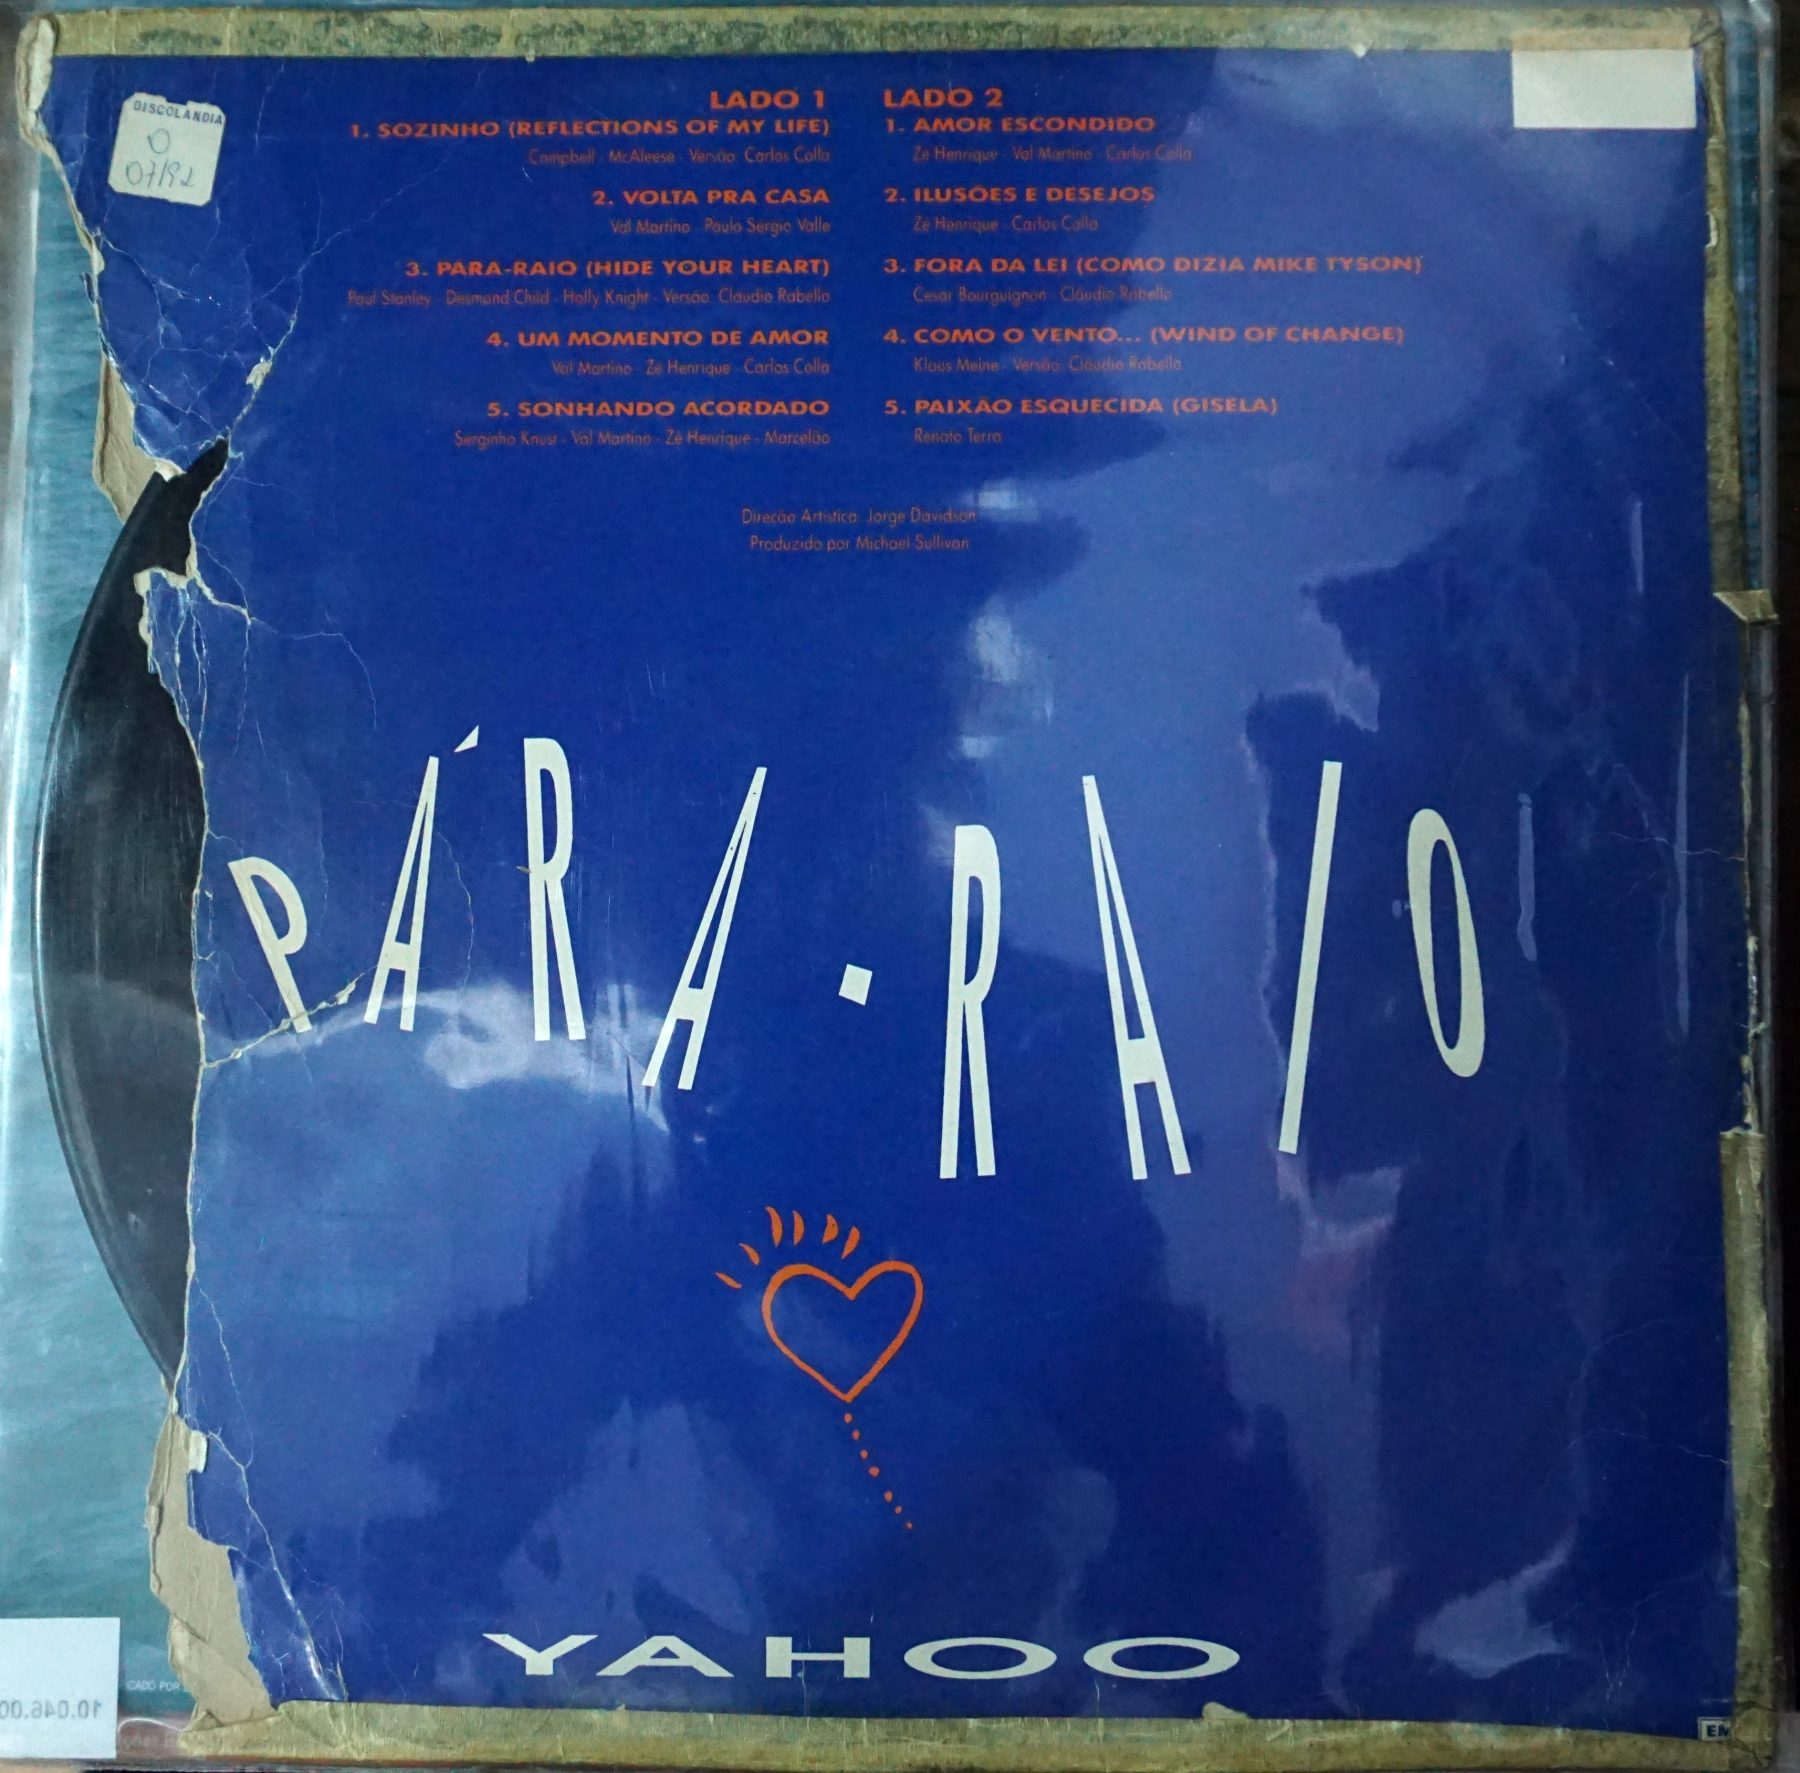 DISCOLANDIA
07/92
LADO 1
1. SOZINHO (REFLECTIONS OF MY LIFE)
Campbell - McAleese - Versão: Carlos Colla
2. VOLTA PRA CASA
Val Martino - Paulo Sergio Valle
3. PARA-RAIO (HIDE YOUR HEART)
Paul Stanley - Desmond Child - Holly Knight - Versão: Claudio Rabello
4. UM MOMENTO DE AMOR
Val Martino - Zé Henrique - Carlos Colla
5. SONHANDO ACORDADO
Serginho Knust - Val Martino - Zé Henrique - Marcelão
LADO 2
1. AMOR ESCONDIDO
Zé Henrique - Val Martino - Carlos Colla
2. ILUSÕES E DESEJOS
Zé Henrique - Carlos Colla
3. FORA DA LEI (COMO DIZIA MIKE TYSON)
Cesar Bourguignon - Cláudio Rabello
4. COMO O VENTO... (WIND OF CHANGE)
Klaus Meine - Versão: Cláudio Rabello
5. PAIXÃO ESQUECIDA (GISELA)
Renato Terra
Direção Artística: Jorge Davidson
Produzido por Michael Sullivan
PÁRA-RAIO
YAHOO
CADO POR
10.046.00
EM